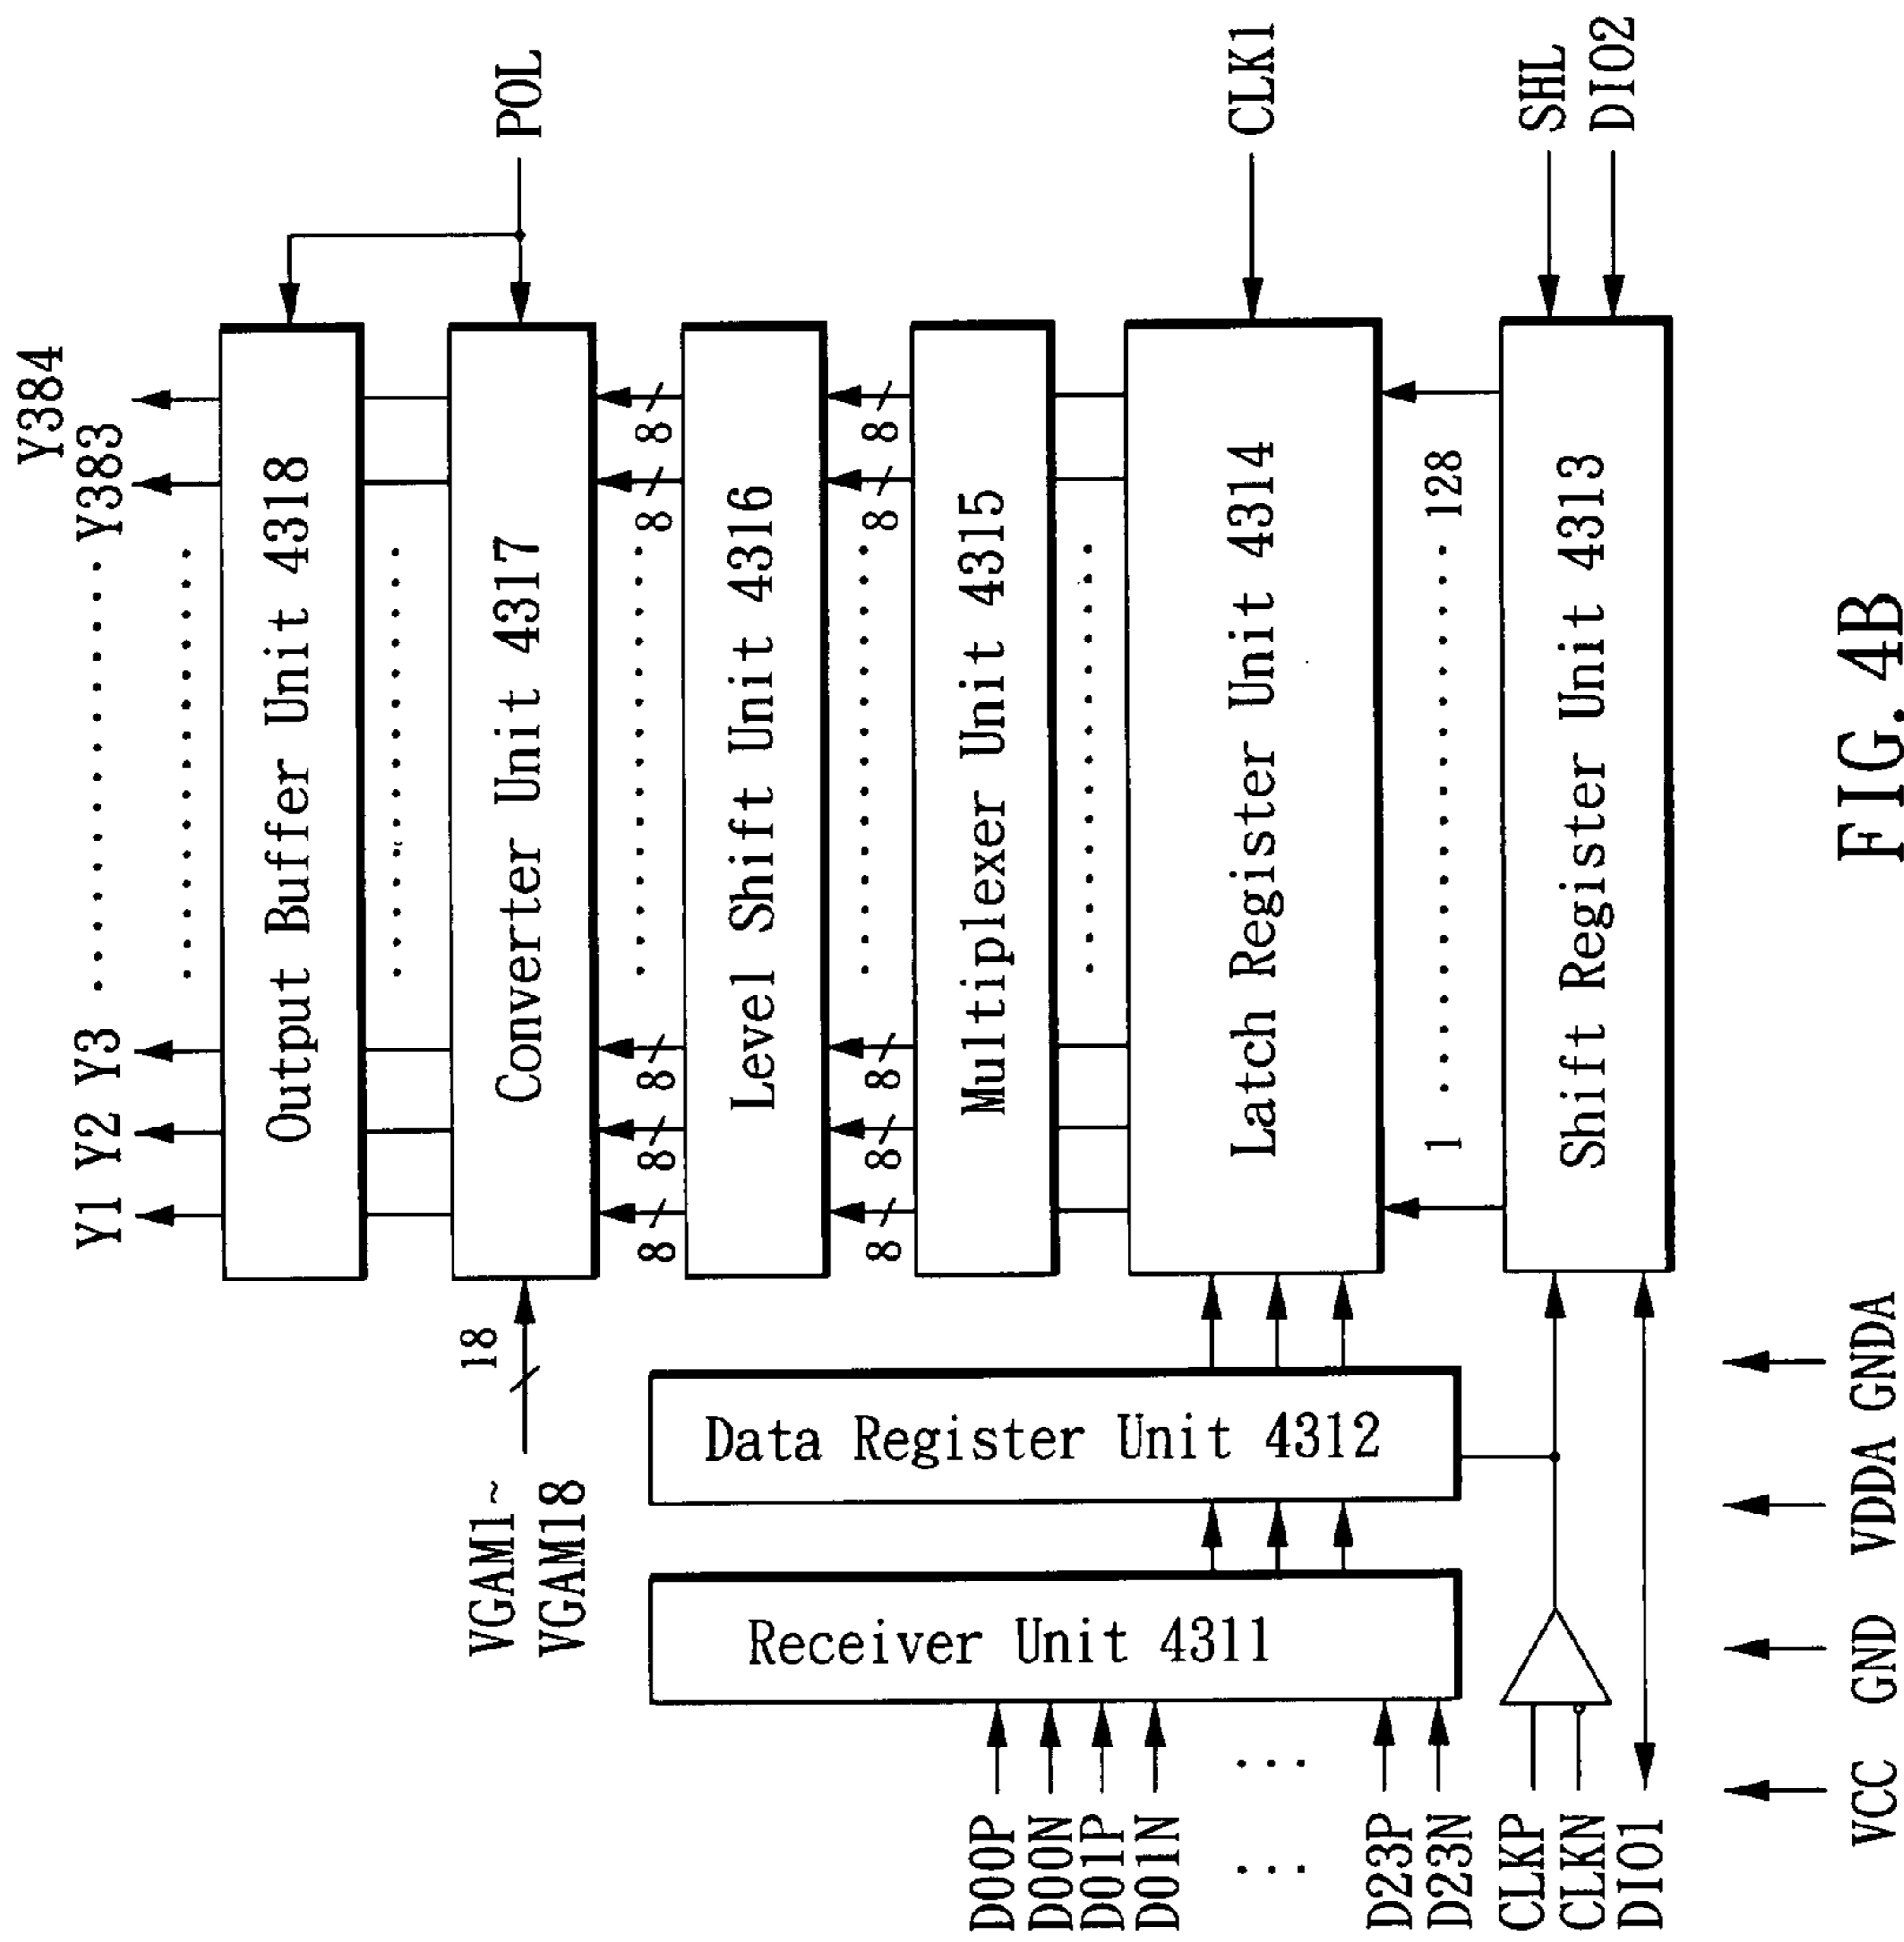 Y384
Y1 Y2 Y3 Y383
Output Buffer Unit 4318
POL
VGAM1~
VGAM18
18
Converter Unit 4317
8 8 8 8 8
Level Shift Unit 4316
8 8 8 8 8
Multiplexer Unit 4315
Latch Register Unit 4314
CLK1
1 128
Shift Register Unit 4313
SHL
DIO2
Data Register Unit 4312
Receiver Unit 4311
D00P
D00N
D01P
D01N
D23P
D23N
CLKP
CLKN
DIO1
VCC GND VDDA GNDA
FIG. 4B